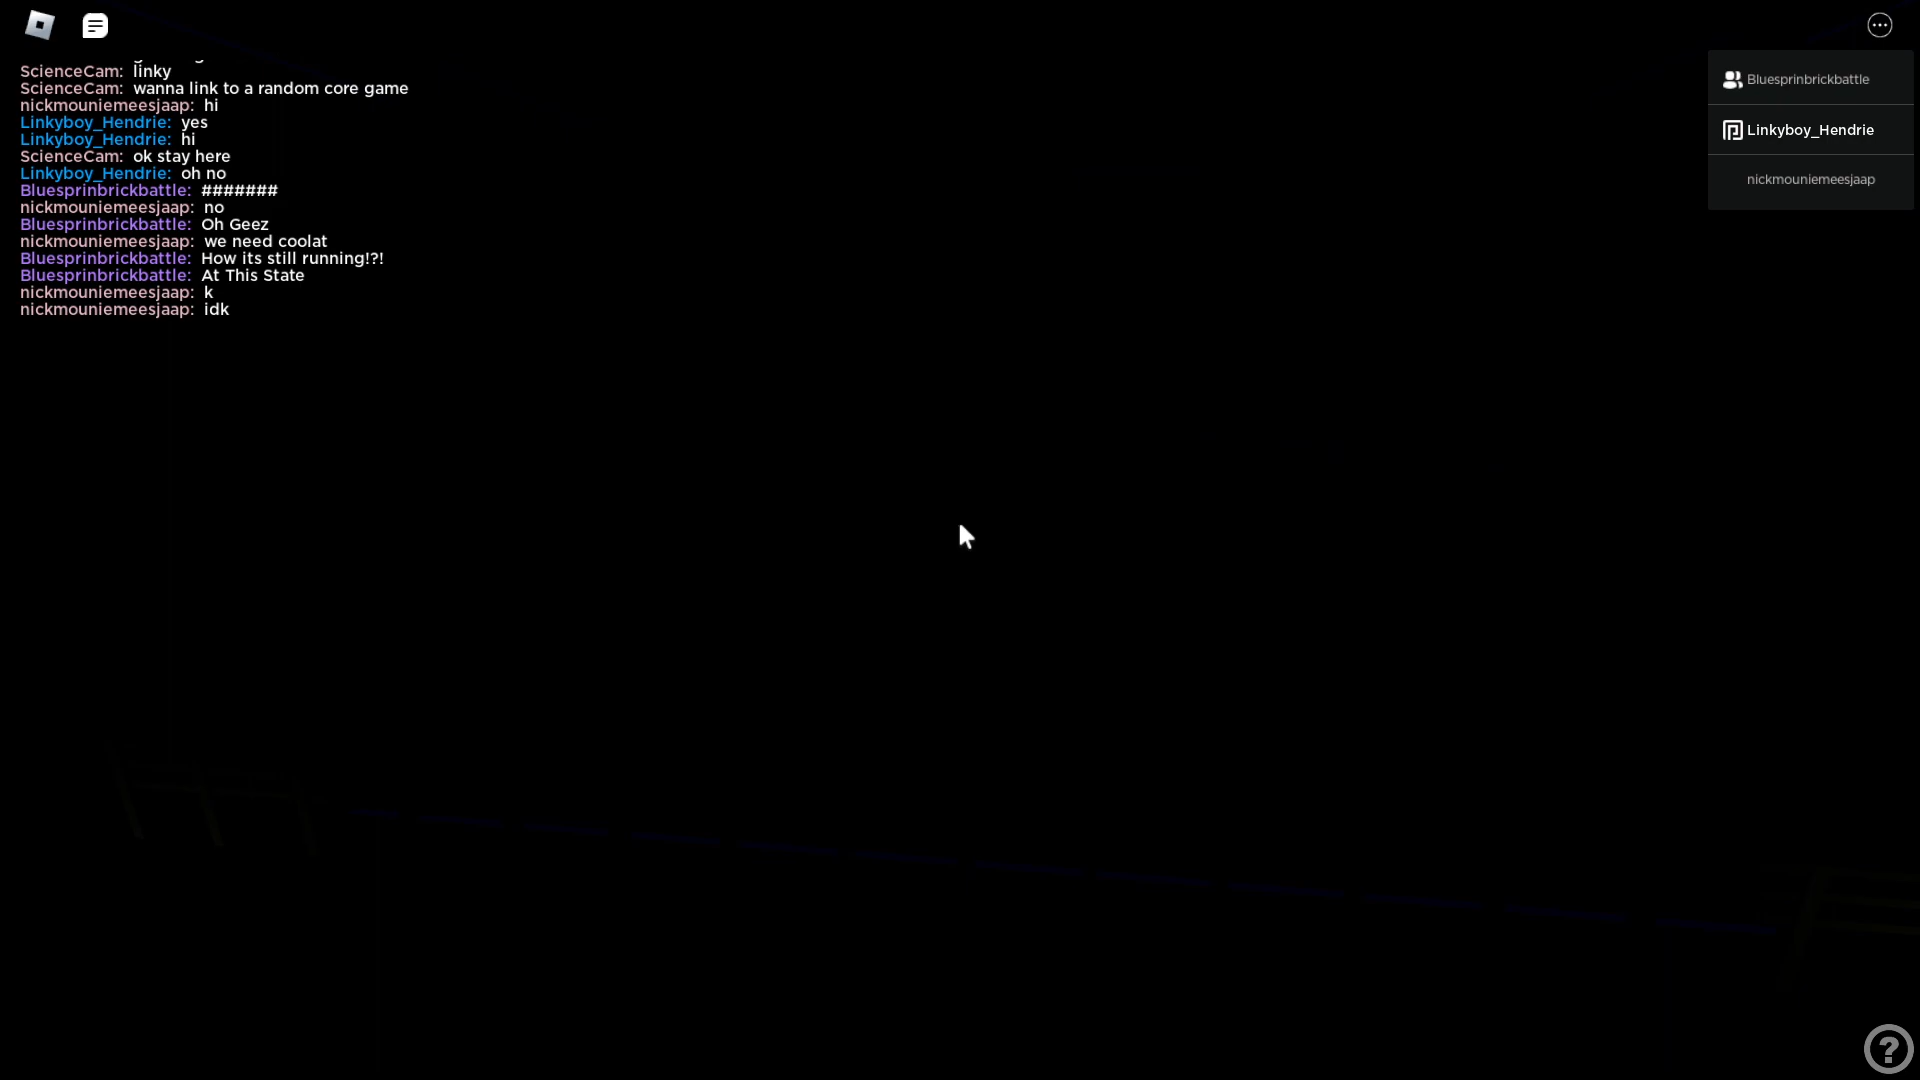 ScienceCam: linky
ScienceCam: wanna link to a random core game
nickmouniemeesjaap: hi
Linkyboy_Hendrie: yes
Linkyboy_Hendrie: hi
ScienceCam: ok stay here
Linkyboy_Hendrie: oh no
Bluesprinbrickbattle: #######
nickmouniemeesjaap: no
Bluesprinbrickbattle: Oh Geez
nickmouniemeesjaap: we need coolat
Bluesprinbrickbattle: How its still running!?!
Bluesprinbrickbattle: At This State
nickmouniemeesjaap: k
nickmouniemeesjaap: idk
Bluesprinbrickbattle
Linkyboy_Hendrie
nickmouniemeesjaap
?